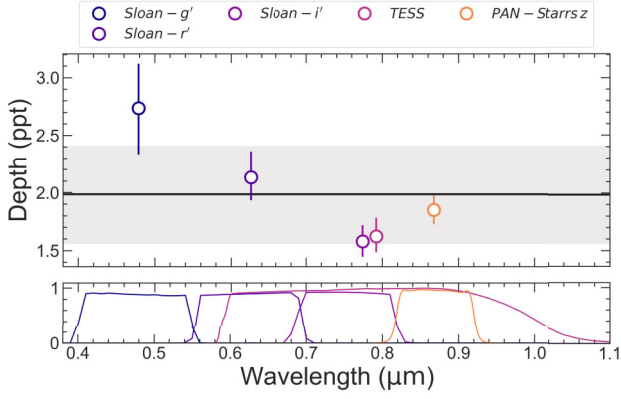 Sloan – g′ Sloan – i′ TESS PAN – Starrs z
Sloan – r′
3.0
2.5
2.0
1.5
Depth (ppt)
1
0
0.4 0.5 0.6 0.7 0.8 0.9 1.0 1.1
Wavelength (μm)